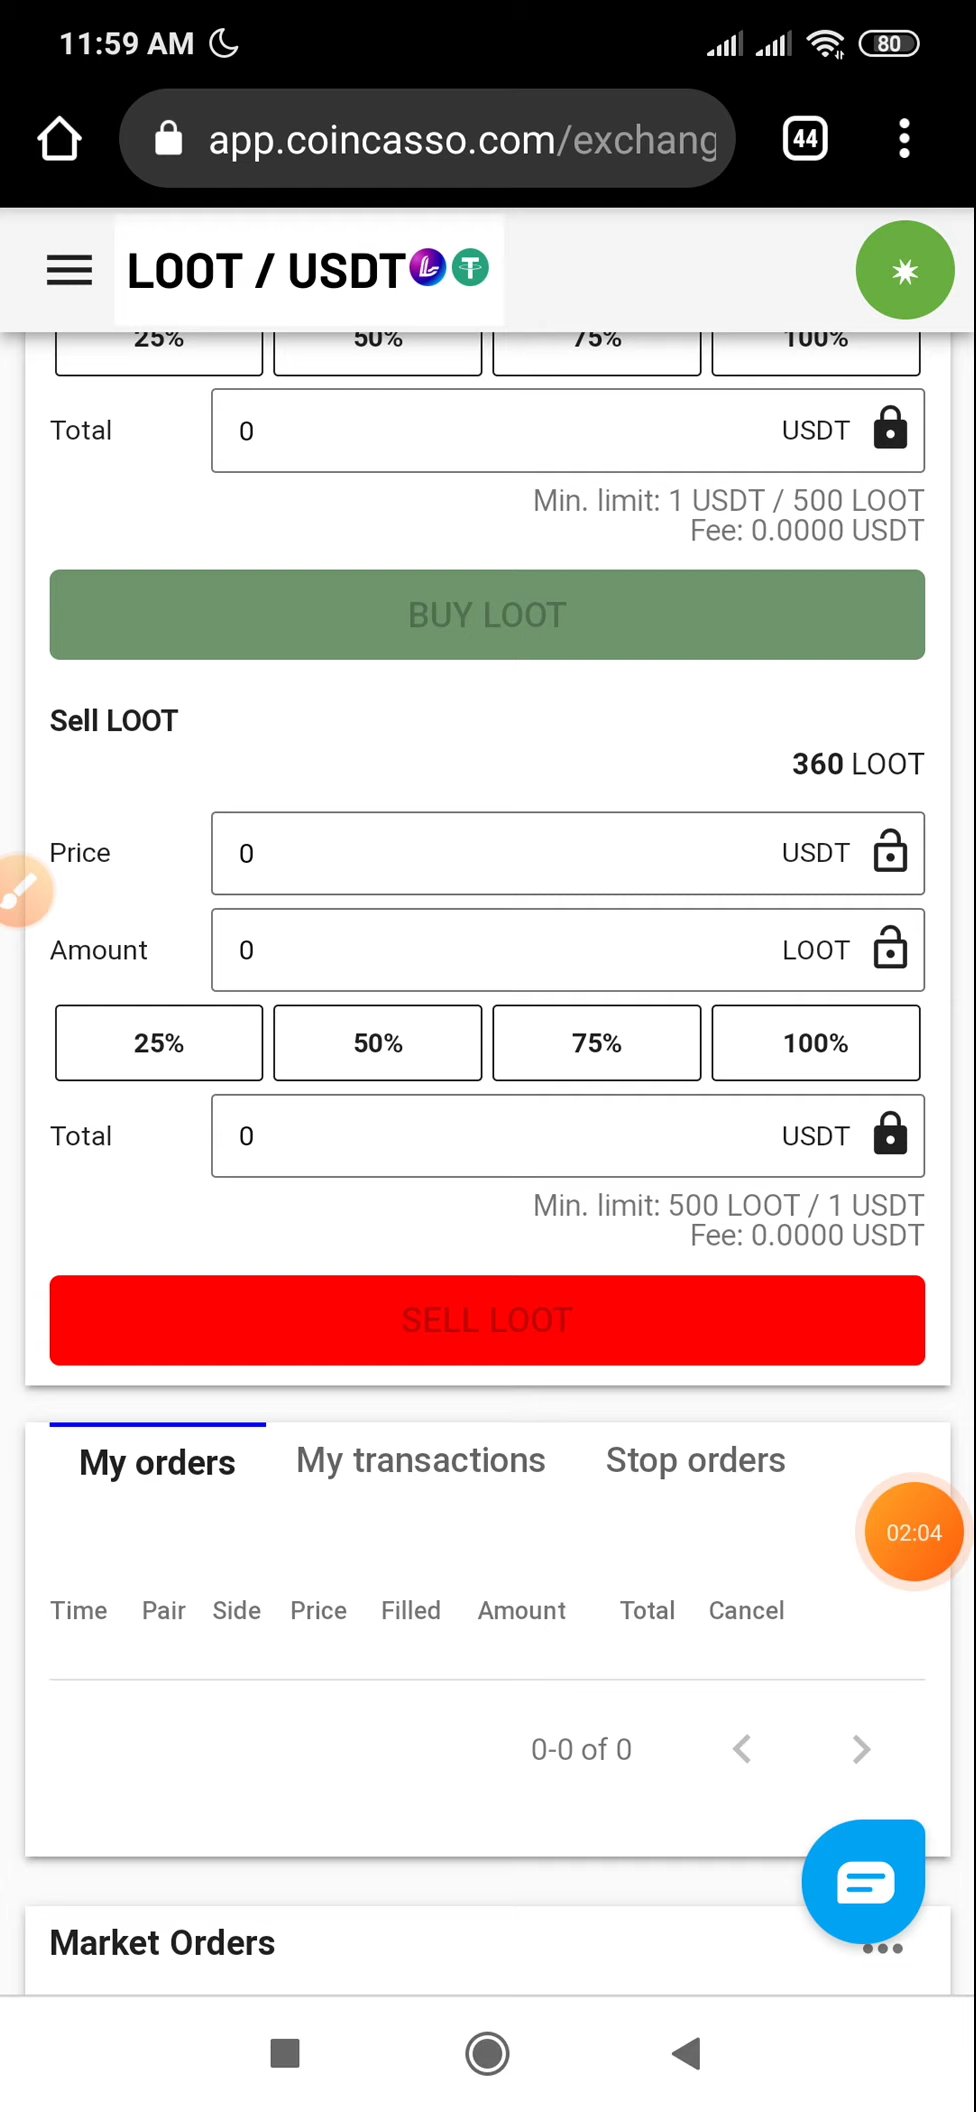 11:59 AM 80
app.coincasso.com/exchang 44
LOOT / USDT
25% 50% 75% 100%
Total 0 USDT
Min. limit: 1 USDT / 500 LOOT
Fee: 0.0000 USDT
BUY LOOT
Sell LOOT
360 LOOT
Price 0 USDT
Amount 0 LOOT
25% 50% 75% 100%
Total 0 USDT
Min. limit: 500 LOOT / 1 USDT
Fee: 0.0000 USDT
SELL LOOT
My orders My transactions Stop orders
02:04
Time Pair Side Price Filled Amount Total Cancel
0-0 of 0
Market Orders